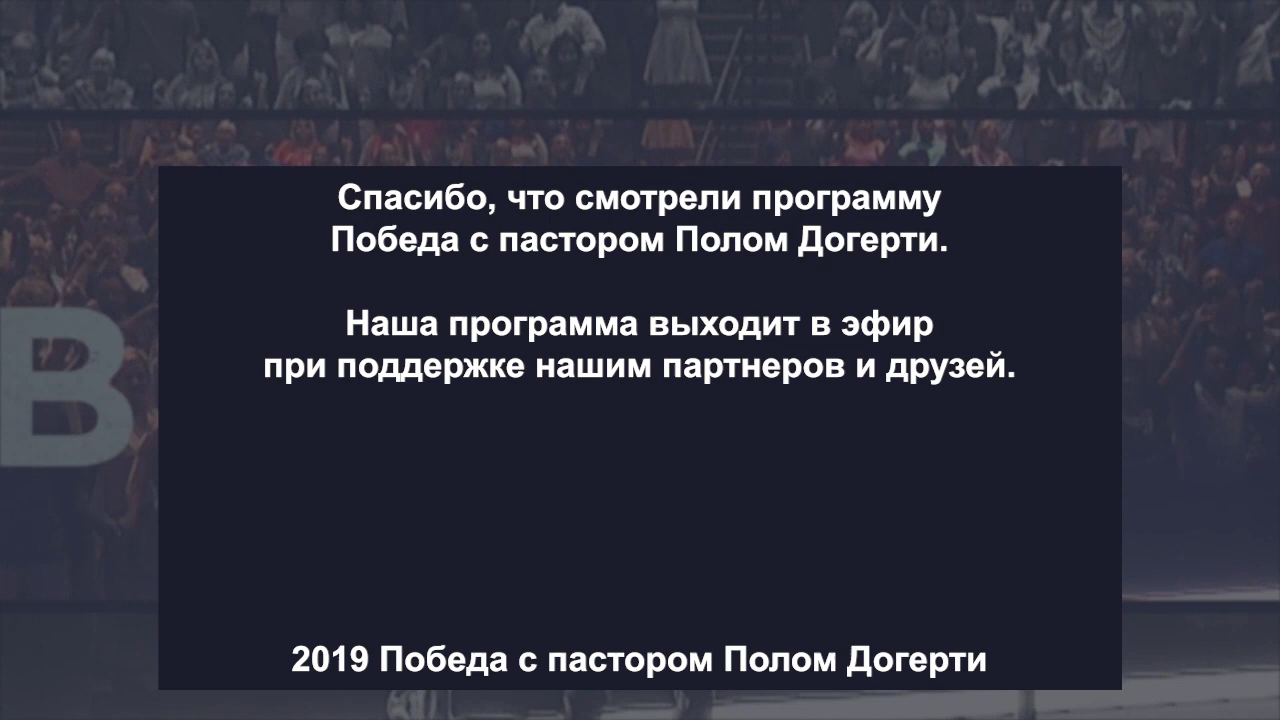 Спасибо, что смотрели программу
Победа с пастором Полом Догерти.
Наша программа выходит в эфир
при поддержке нашим партнеров и друзей.
В
2019 Победа с пастором Полом Догерти